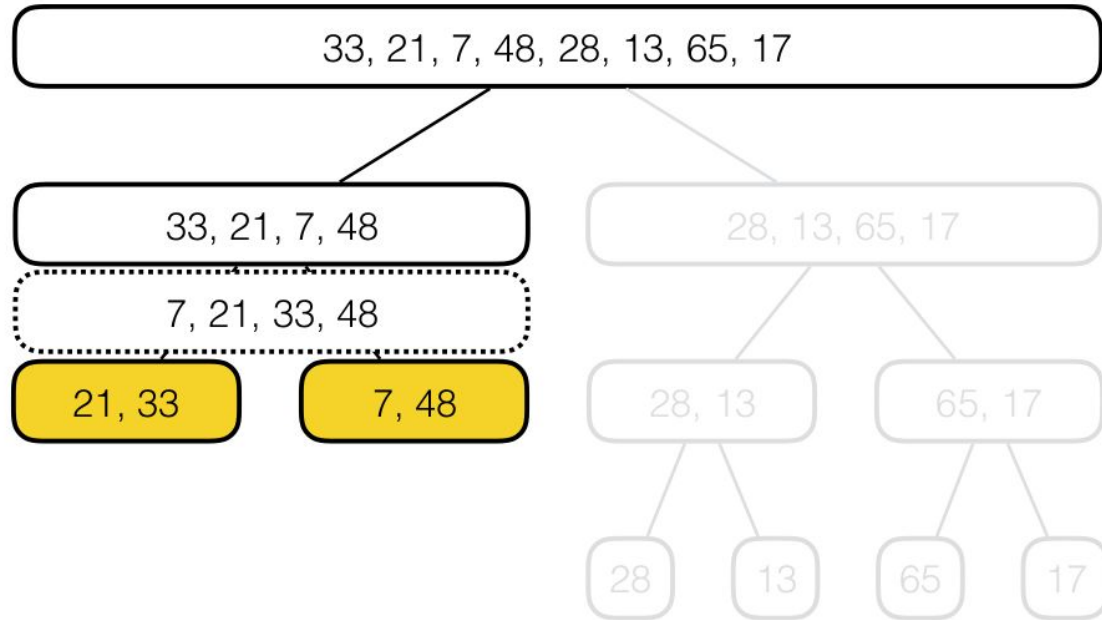 33, 21, 7, 48, 28, 13, 65, 17
33, 21, 7, 48
28, 13, 65, 17
7, 21, 33, 48
21, 33
7, 48
28, 13
65, 17
28
13
65
17